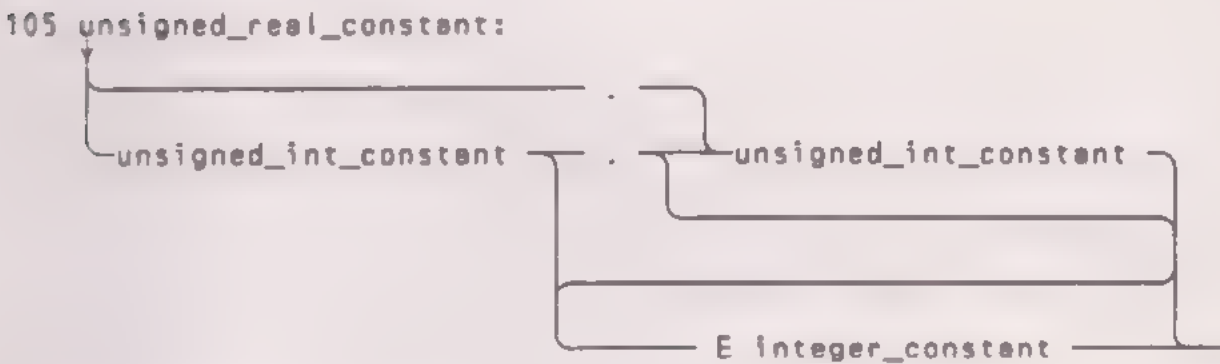 105 unsigned_real_constant:
.
unsigned_int_constant . unsigned_int_constant
E integer_constant